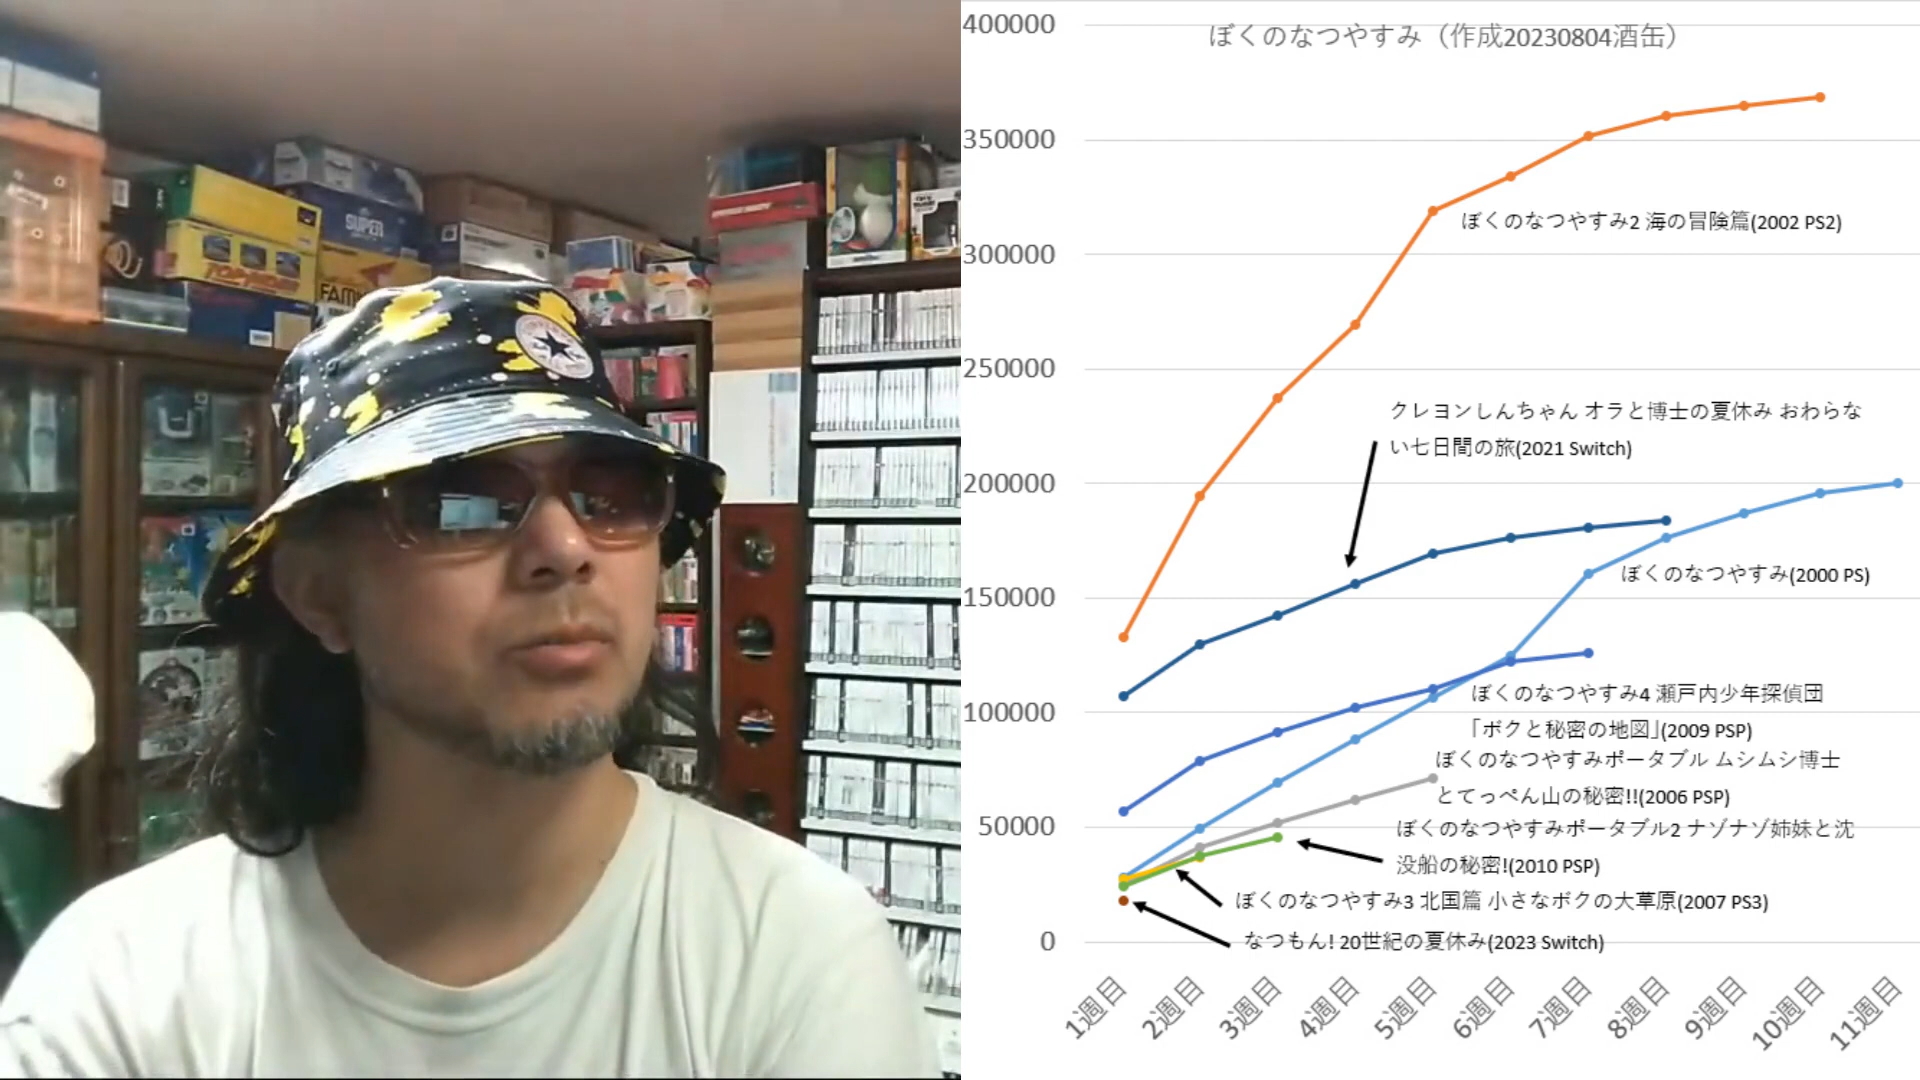 SUPER
FAMI
400000
ぼくのなつやすみ（作成20230804酒缶）
350000
ぼくのなつやすみ2 海の冒険篇(2002 PS2)
300000
250000
クレヨンしんちゃん オラと博士の夏休み おわらな
い七日間の旅(2021 Switch)
200000
ぼくのなつやすみ(2000 PS)
150000
ぼくのなつやすみ4 瀬戸内少年探偵団
「ボクと秘密の地図」(2009 PSP)
100000
ぼくのなつやすみポータブル ムシムシ博士
とてっぺん山の秘密!!(2006 PSP)
50000
ぼくのなつやすみポータブル2 ナゾナゾ姉妹と沈
没船の秘密!(2010 PSP)
ぼくのなつやすみ3 北国篇 小さなボクの大草原(2007 PS3)
0
なつもん! 20世紀の夏休み(2023 Switch)
1週目
2週目
3週目
4週目
5週目
6週目
7週目
8週目
9週目
10週目
11週目